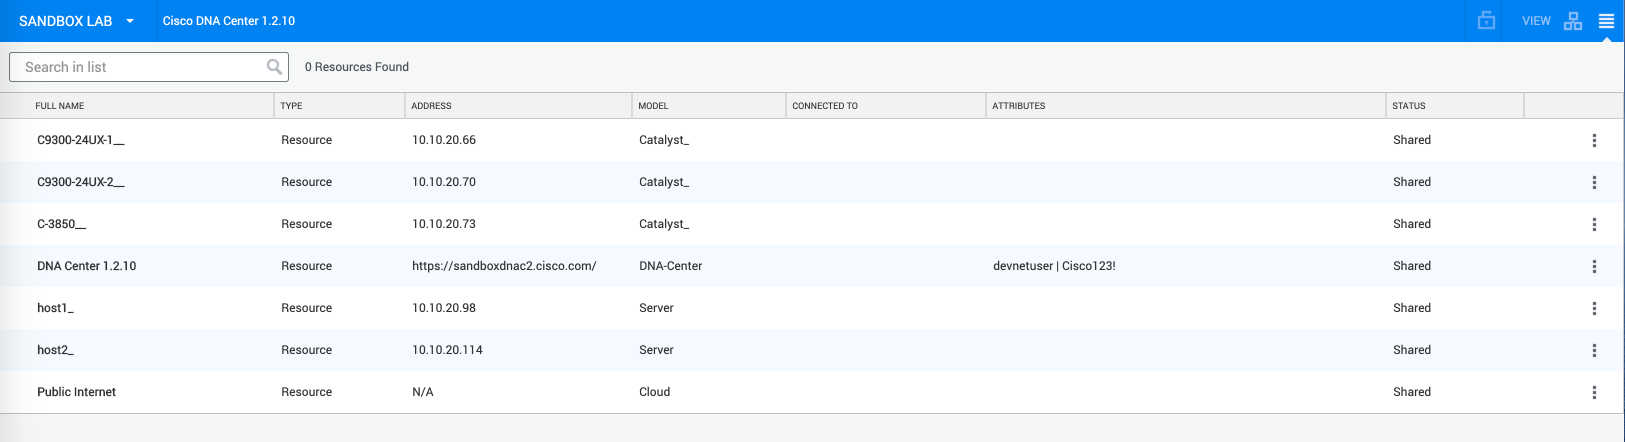 SANDBOX LAB Cisco DNA Center 1.2.10 VIEW
Search in list 0 Resources Found
FULL NAME TYPE ADDRESS MODEL CONNECTED TO ATTRIBUTES STATUS
C9300-24UX-1__ Resource 10.10.20.66 Catalyst_ Shared
C9300-24UX-2__ Resource 10.10.20.70 Catalyst_ Shared
C-3850__ Resource 10.10.20.73 Catalyst_ Shared
DNA Center 1.2.10 Resource https://sandboxdnac2.cisco.com/ DNA-Center devnetuser | Cisco123! Shared
host1_ Resource 10.10.20.98 Server Shared
host2_ Resource 10.10.20.114 Server Shared
Public Internet Resource N/A Cloud Shared